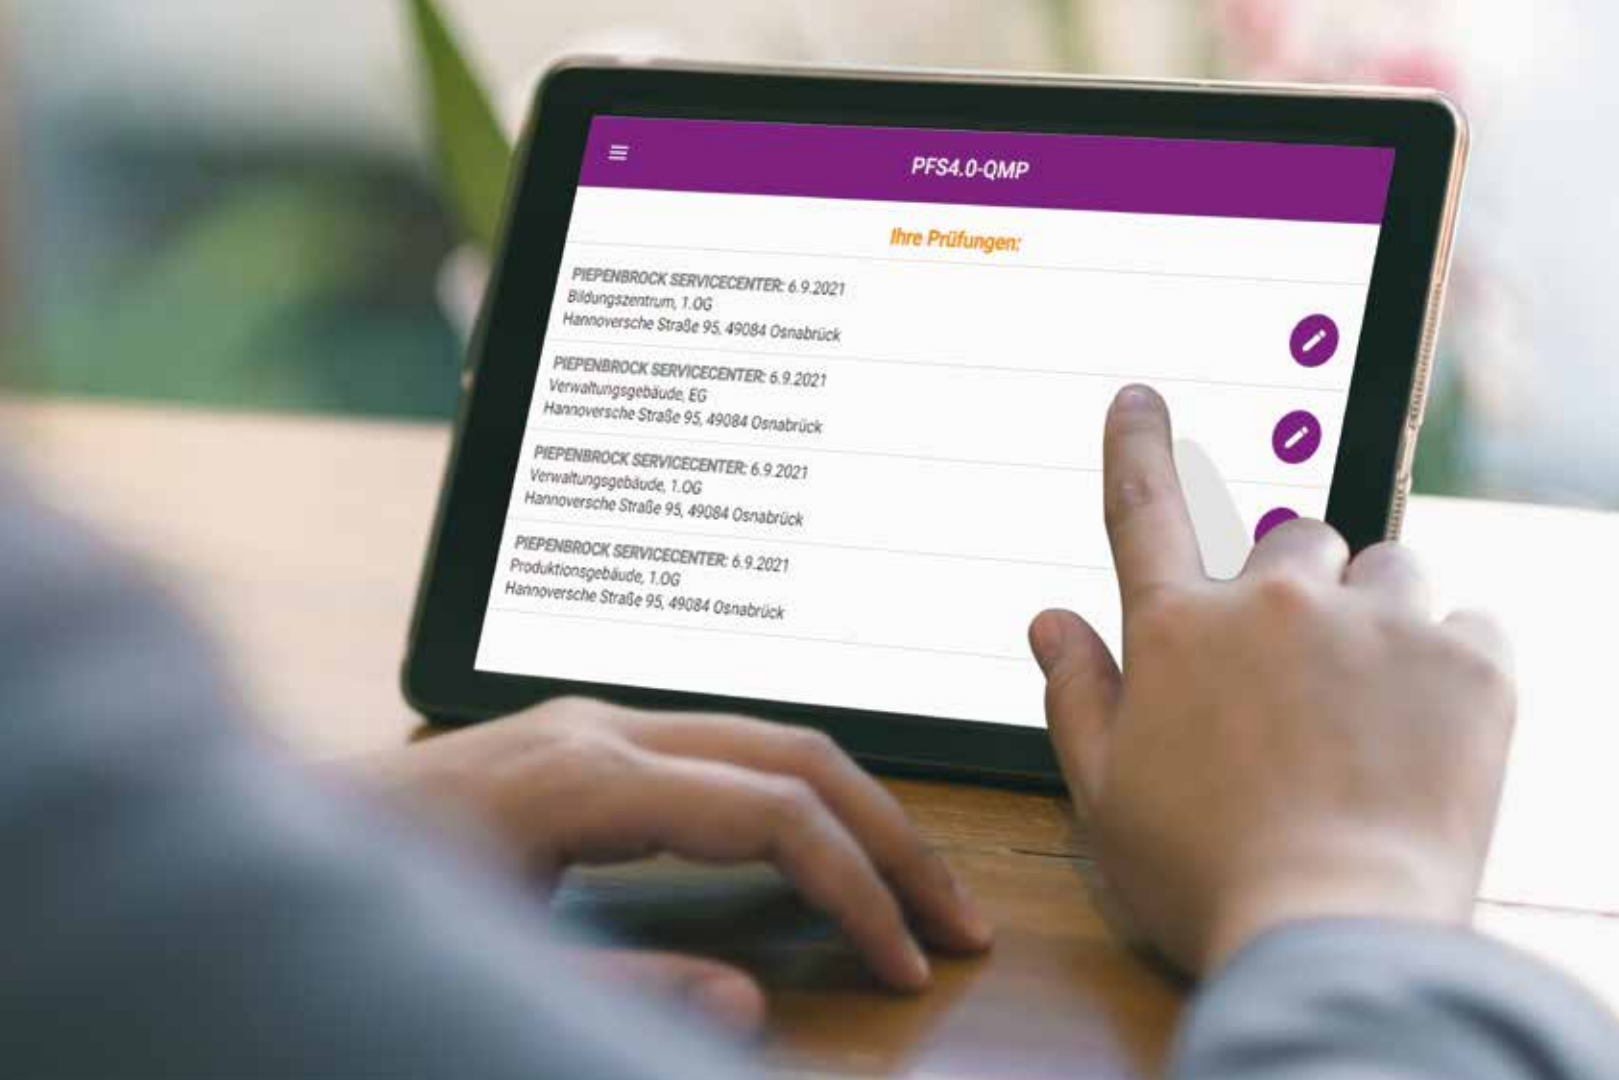 PFS4.0-QMP
Ihre Prüfungen:
PIEPENBROCK SERVICECENTER: 6.9.2021
Bildungszentrum, 1.OG
Hannoversche Straße 95, 49084 Osnabrück
PIEPENBROCK SERVICECENTER: 6.9.2021
Verwaltungsgebäude, EG
Hannoversche Straße 95, 49084 Osnabrück
PIEPENBROCK SERVICECENTER: 6.9.2021
Verwaltungsgebäude, 1.OG
Hannoversche Straße 95, 49084 Osnabrück
PIEPENBROCK SERVICECENTER: 6.9.2021
Produktionsgebäude, 1.OG
Hannoversche Straße 95, 49084 Osnabrück